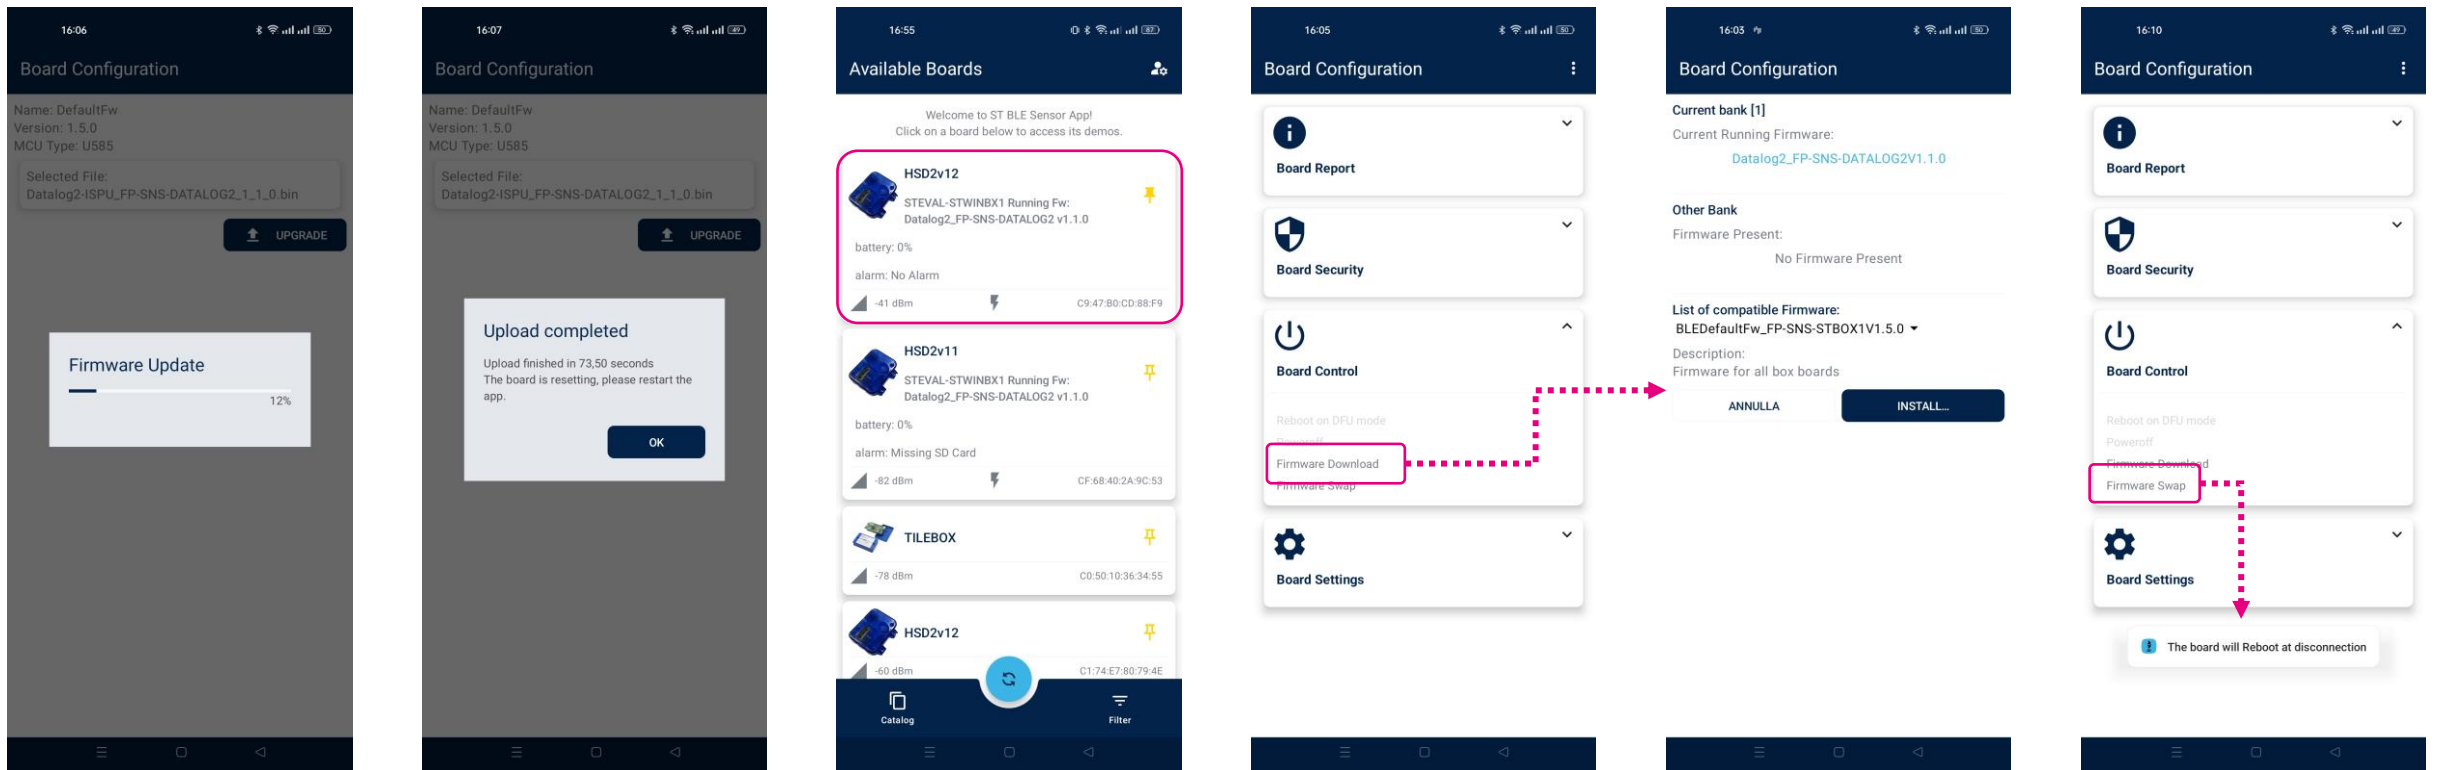 16:06
50
Board Configuration
Name: DefaultFw
Version: 1.5.0
MCU Type: U585
Selected File:
Datalog2-ISPU_FP-SNS-DATALOG2_1_1_0.bin
UPGRADE
Firmware Update
12%
16:07
49
Board Configuration
Name: DefaultFw
Version: 1.5.0
MCU Type: U585
Selected File:
Datalog2-ISPU_FP-SNS-DATALOG2_1_1_0.bin
UPGRADE
Upload completed
Upload finished in 73,50 seconds
The board is resetting, please restart the
app.
OK
16:55
87
Available Boards
Welcome to ST BLE Sensor App!
Click on a board below to access its demos.
HSD2v12
STEVAL-STWINBX1 Running Fw:
Datalog2_FP-SNS-DATALOG2 v1.1.0
battery: 0%
alarm: No Alarm
-41 dBm
C9:47:B0:CD:88:F9
HSD2v11
STEVAL-STWINBX1 Running Fw:
Datalog2_FP-SNS-DATALOG2 v1.1.0
battery: 0%
alarm: Missing SD Card
-82 dBm
CF:68:40:2A:9C:53
TILEBOX
-78 dBm
C0:50:10:36:34:55
HSD2v12
-60 dBm
C1:74:E7:80:79:4E
Catalog
Filter
16:05
50
Board Configuration
Board Report
Board Security
Board Control
Reboot on DFU mode
Poweroff
Firmware Download
Firmware Swap
Board Settings
16:03
50
Board Configuration
Current bank [1]
Current Running Firmware:
Datalog2_FP-SNS-DATALOG2V1.1.0
Other Bank
Firmware Present:
No Firmware Present
List of compatible Firmware:
BLEDefaultFw_FP-SNS-STBOX1V1.5.0
Description:
Firmware for all box boards
ANNULLA
INSTALL...
16:10
49
Board Configuration
Board Report
Board Security
Board Control
Reboot on DFU mode
Poweroff
Firmware Download
Firmware Swap
Board Settings
The board will Reboot at disconnection